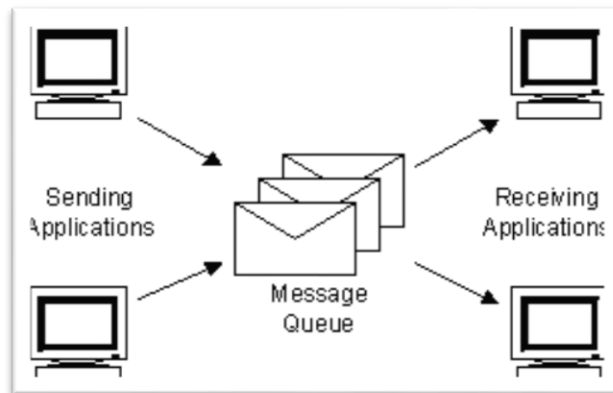 Sending
Applications
Receiving
Applications
Message
Queue